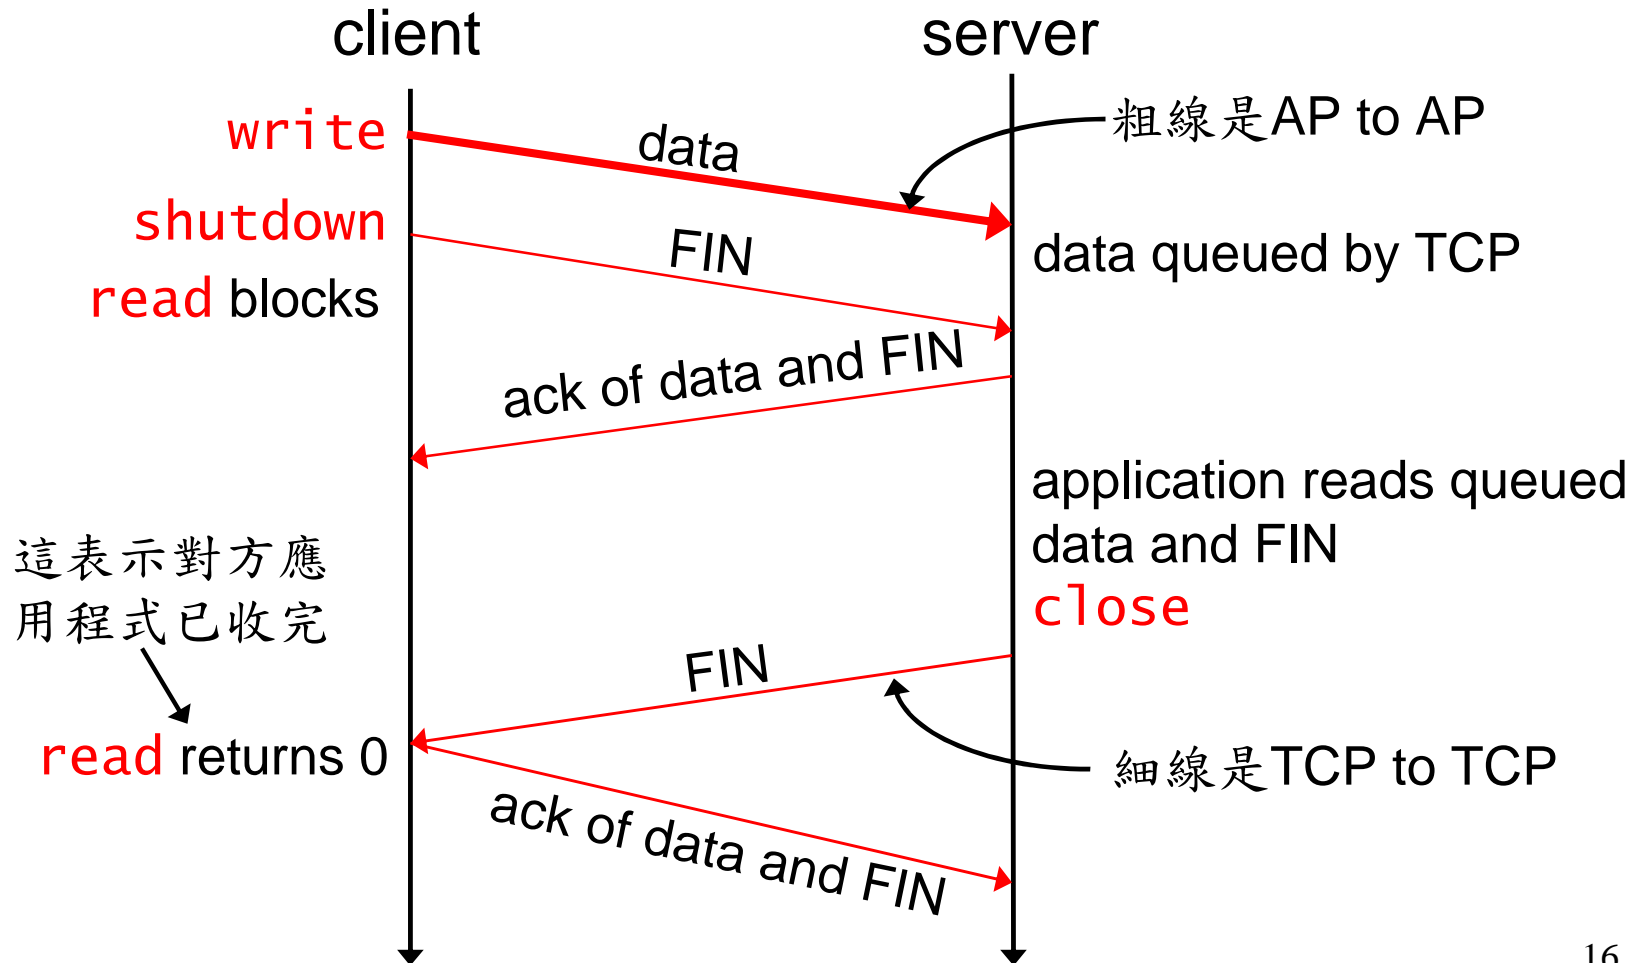 client
server
write
data
粗線是AP to AP
shutdown
FIN
data queued by TCP
read blocks
ack of data and FIN
application reads queued
data and FIN
close
這表示對方應
用程式已收完
FIN
read returns 0
細線是TCP to TCP
ack of data and FIN
16